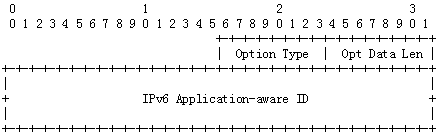 0                   1                   2                   3
0 1 2 3 4 5 6 7 8 9 0 1 2 3 4 5 6 7 8 9 0 1 2 3 4 5 6 7 8 9 0 1
+-+-+-+-+-+-+-+-+-+-+-+-+-+-+-+-+
| Option Type | Opt Data Len |
+-+-+-+-+-+-+-+-+-+-+-+-+-+-+-+-+-+-+-+-+-+-+-+-+-+-+-+-+-+-+-+-+
| |
+ IPv6 Application-aware ID +
| |
+-+-+-+-+-+-+-+-+-+-+-+-+-+-+-+-+-+-+-+-+-+-+-+-+-+-+-+-+-+-+-+-+